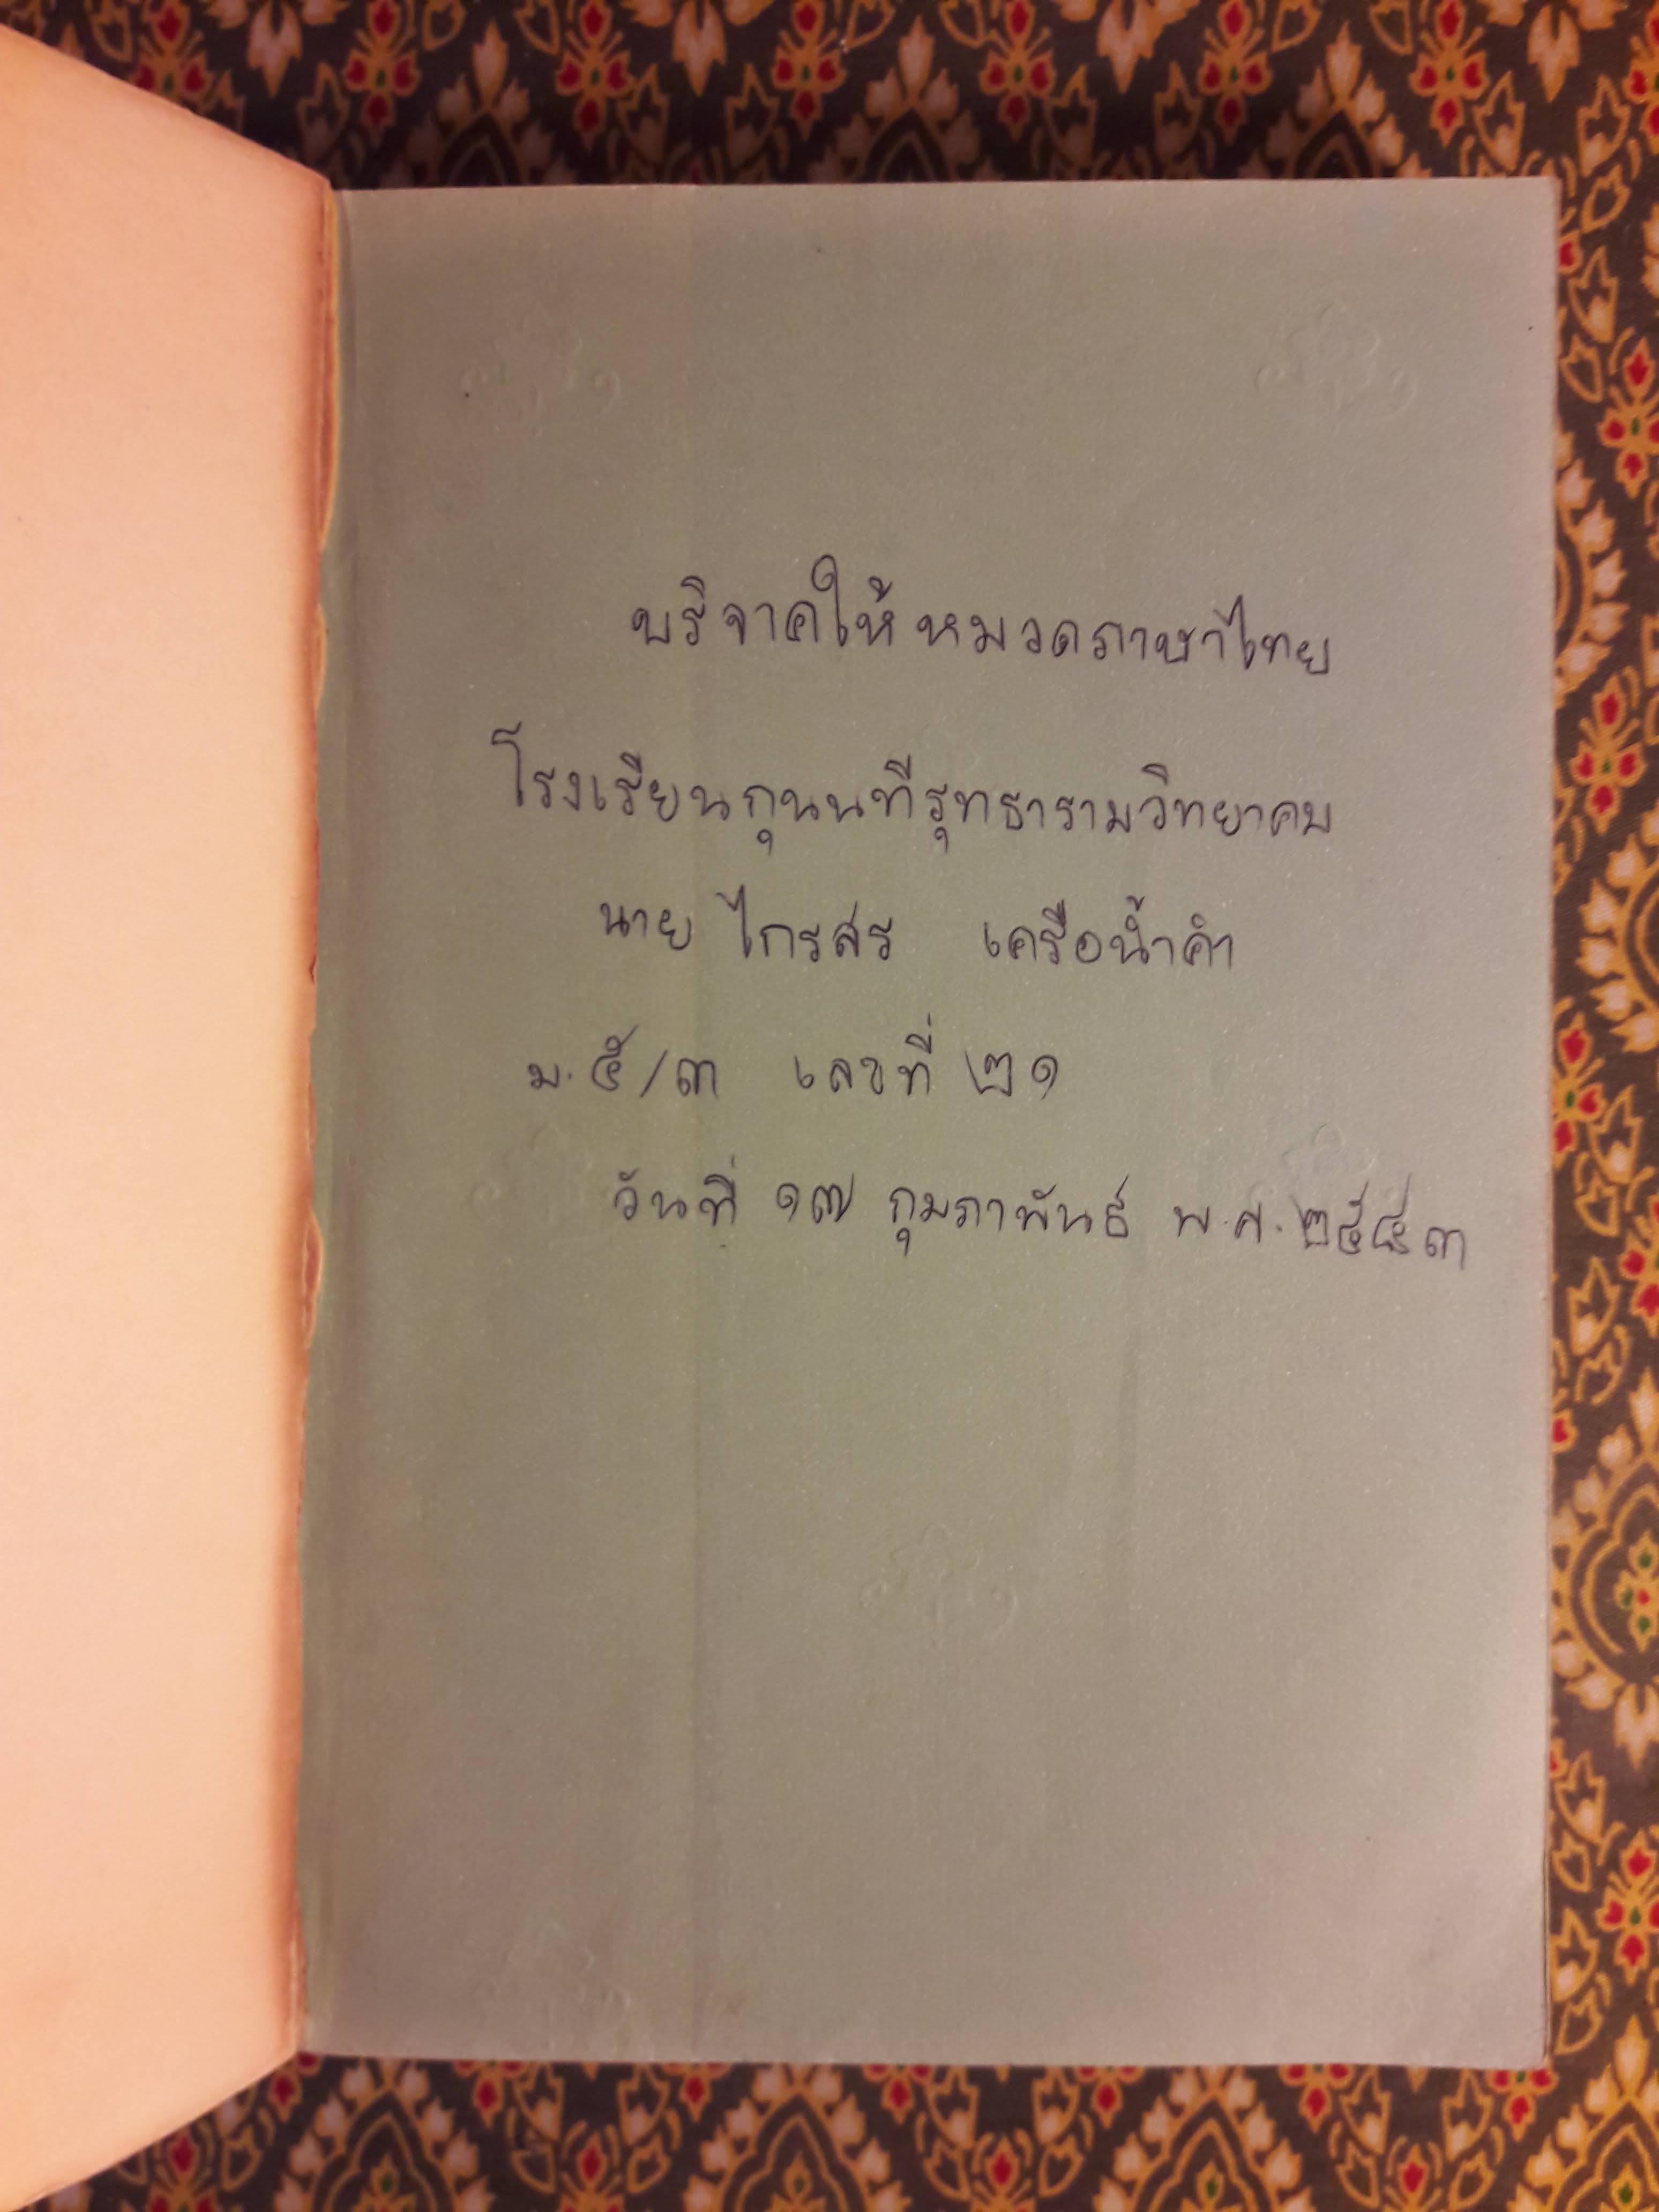 บริจาคให้หมวดภาษาไทย
โรงเรียนกุนนทีรุทธารามวิทยาคม
นาย ไกรสร เครือน้ำคำ
ม.๕/๓ เลขที่ ๒๑
วันที่ ๑๗ กุมภาพันธ์ พ.ศ. ๒๕๕๓